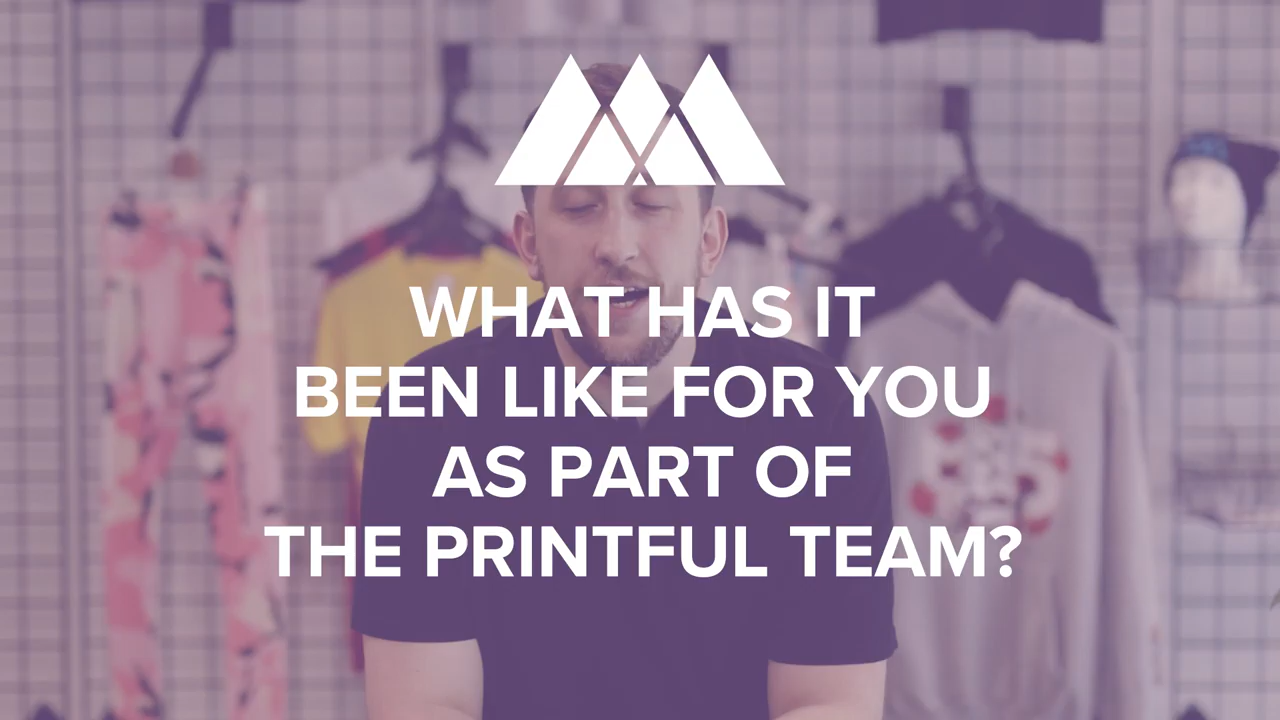 WHAT HAS IT
BEEN LIKE FOR YOU
AS PART OF
THE PRINTFUL TEAM?